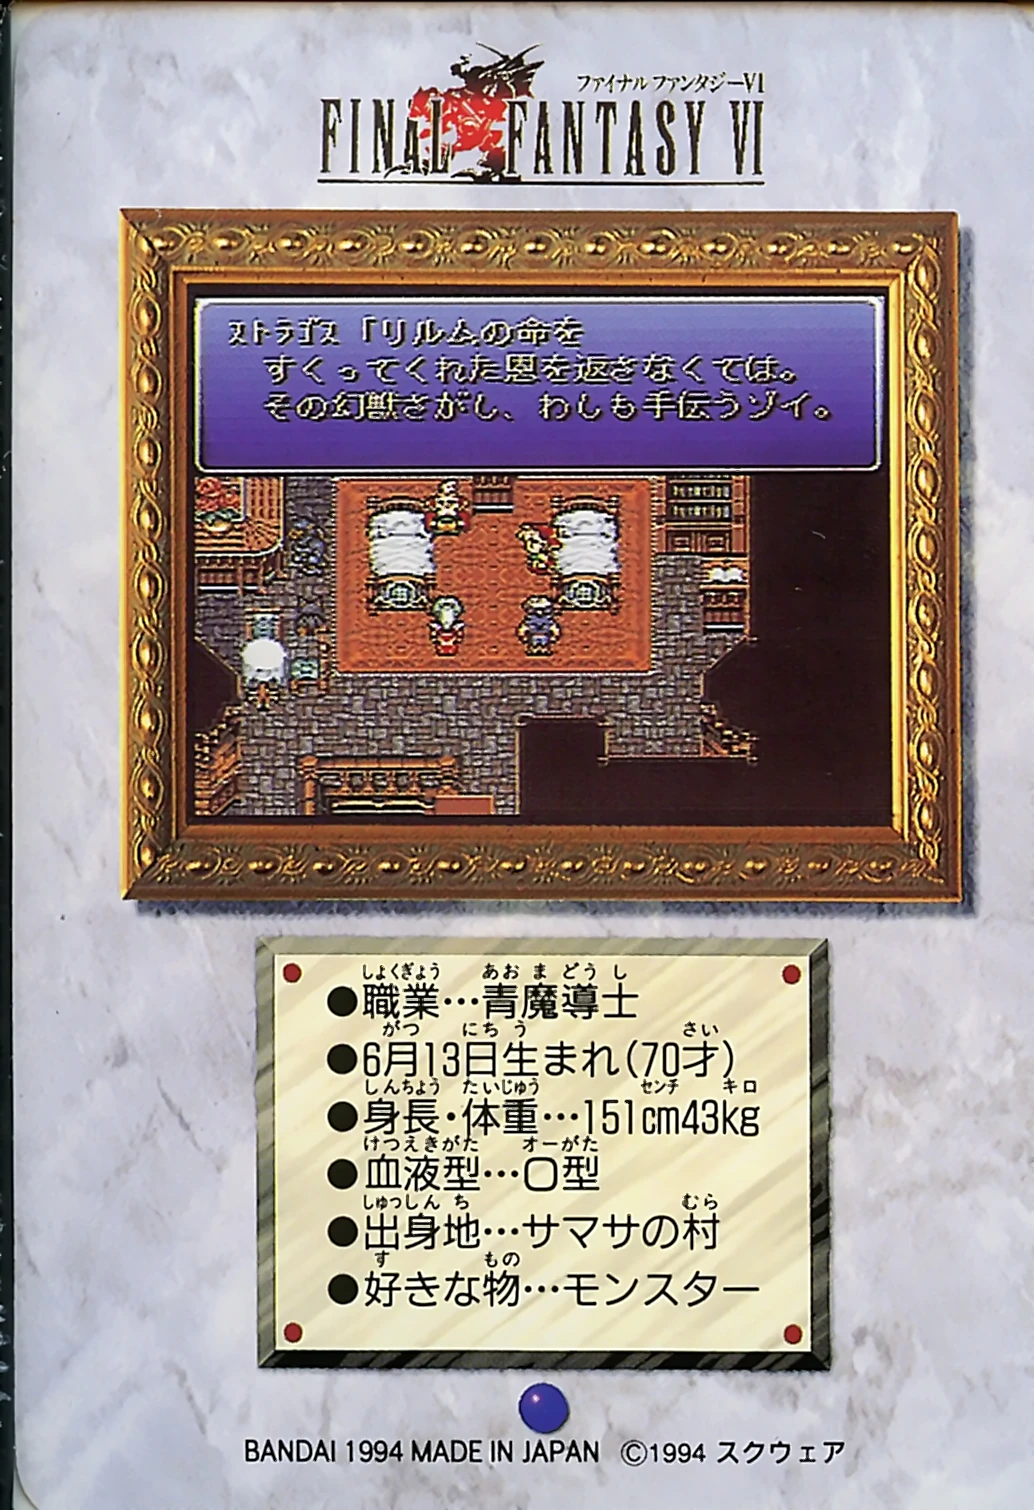 ファイナルファンタジーVI
FINAL FANTASY VI
ストラゴス「リルムの命を
すくってくれた恩を返さなくては。
その幻獣さがし、わしも手伝うゾイ。
しょくぎょう あおまどうし
●職業…青魔導士
がつ にちう さい
●6月13日生まれ(70才)
しんちょう たいじゅう センチ キロ
●身長・体重…151cm43kg
けつえきがた オーがた
●血液型…O型
しゅっしんち むら
●出身地…サマサの村
す もの
●好きな物…モンスター
BANDAI 1994 MADE IN JAPAN ©1994 スクウェア